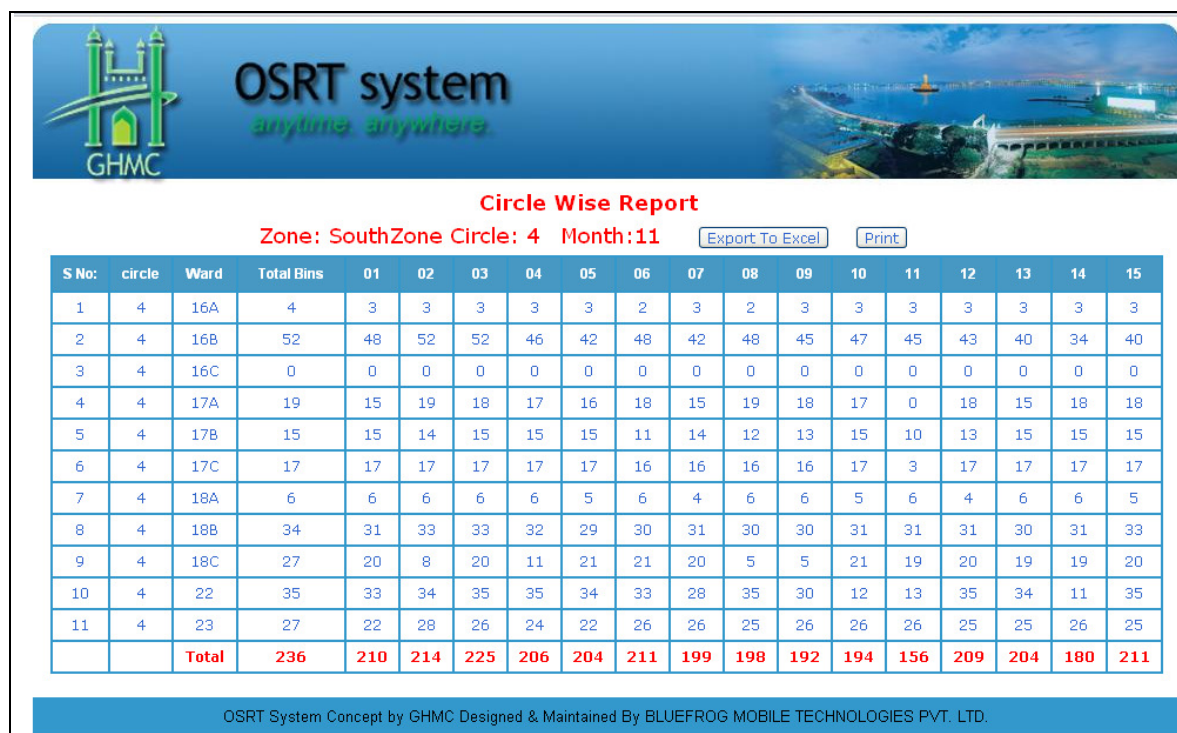 OSRT system
anytime. anywhere.
GHMC
Circle Wise Report
Zone: SouthZone Circle: 4 Month:11 Export To Excel Print
S No: circle Ward Total Bins 01 02 03 04 05 06 07 08 09 10 11 12 13 14 15
1 4 16A 4 3 3 3 3 3 2 3 2 3 3 3 3 3 3 3
2 4 16B 52 48 52 52 46 42 48 42 48 45 47 45 43 40 34 40
3 4 16C 0 0 0 0 0 0 0 0 0 0 0 0 0 0 0 0
4 4 17A 19 15 19 18 17 16 18 15 19 18 17 0 18 15 18 18
5 4 17B 15 15 14 15 15 15 11 14 12 13 15 10 13 15 15 15
6 4 17C 17 17 17 17 17 17 16 16 16 16 17 3 17 17 17 17
7 4 18A 6 6 6 6 6 5 6 4 6 6 5 6 4 6 6 5
8 4 18B 34 31 33 33 32 29 30 31 30 30 31 31 31 30 31 33
9 4 18C 27 20 8 20 11 21 21 20 5 5 21 19 20 19 19 20
10 4 22 35 33 34 35 35 34 33 28 35 30 12 13 35 34 11 35
11 4 23 27 22 28 26 24 22 26 26 25 26 26 26 25 25 26 25
Total 236 210 214 225 206 204 211 199 198 192 194 156 209 204 180 211
OSRT System Concept by GHMC Designed & Maintained By BLUEFROG MOBILE TECHNOLOGIES PVT. LTD.